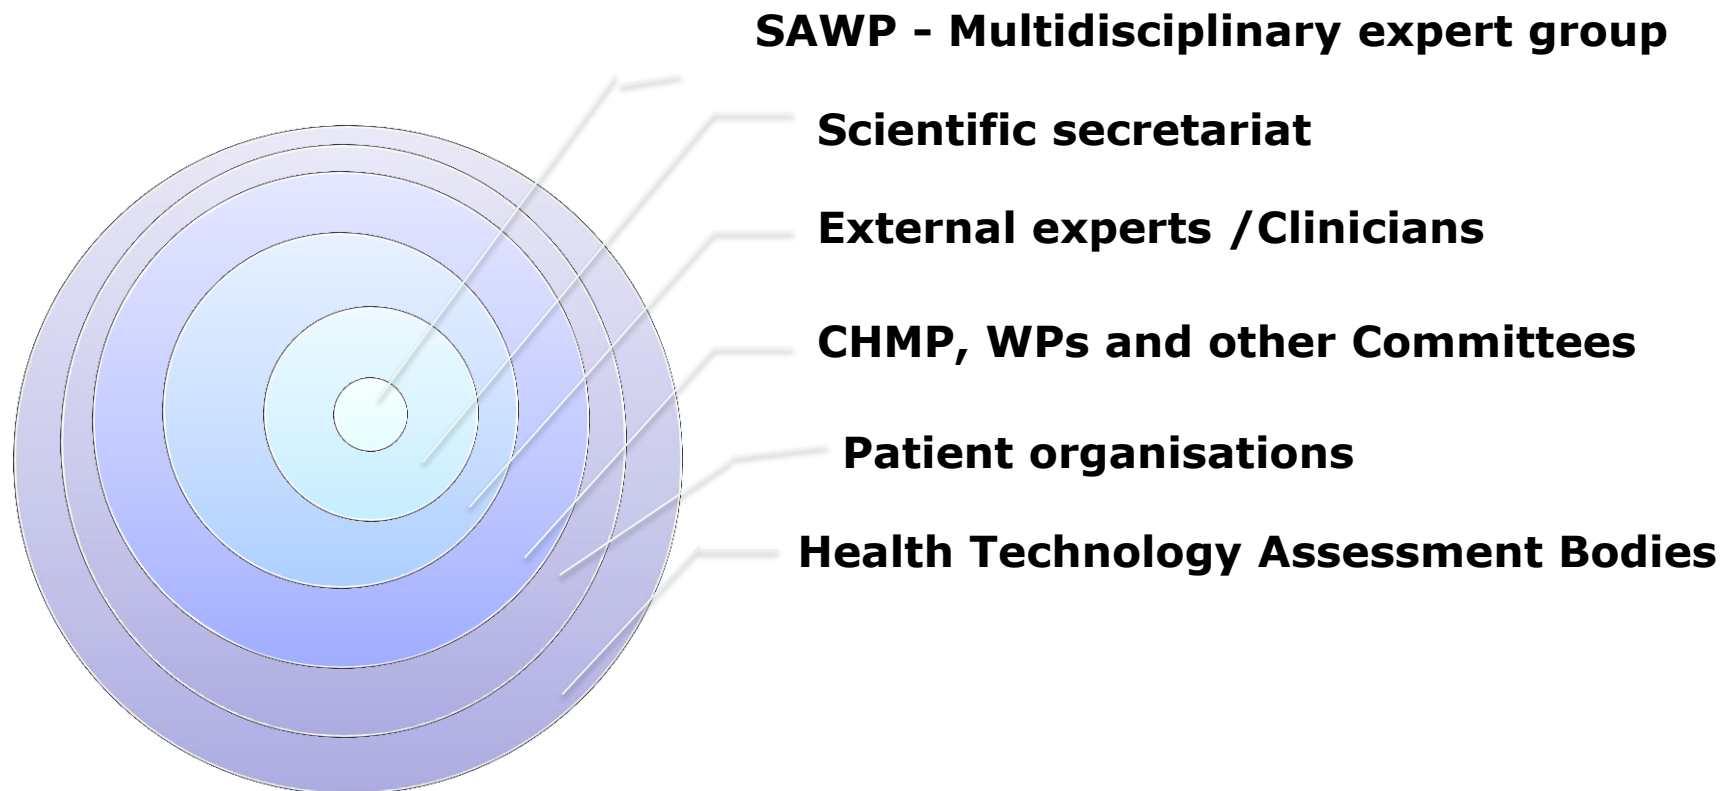 SAWP - Multidisciplinary expert group
Scientific secretariat
External experts /Clinicians
CHMP, WPs and other Committees
Patient organisations
Health Technology Assessment Bodies